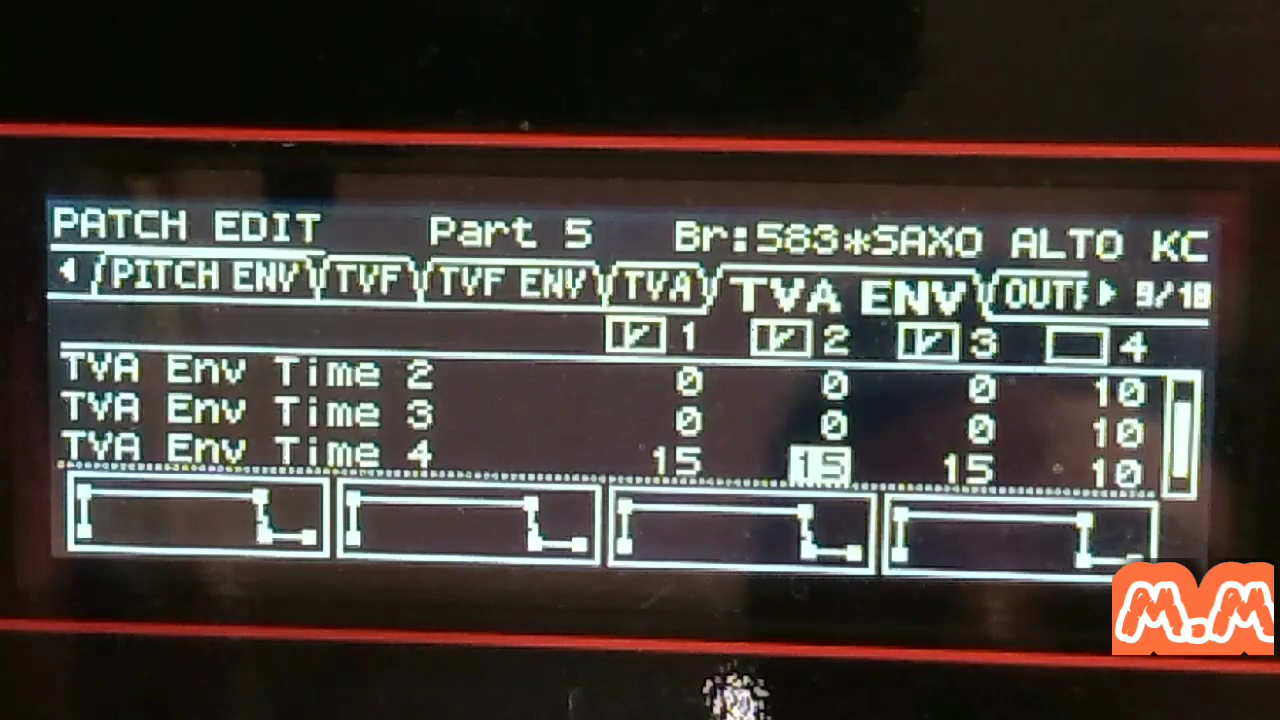 PATCH EDIT Part 5 Br:583*SAXO ALTO KC
PITCH ENV TVF TVF ENV TVA TVA ENV OUTP 9/18
1 2 3 4
TVA Env Time 2 0 0 0 10
TVA Env Time 3 0 0 0 10
TVA Env Time 4 15 15 15 10
M.M